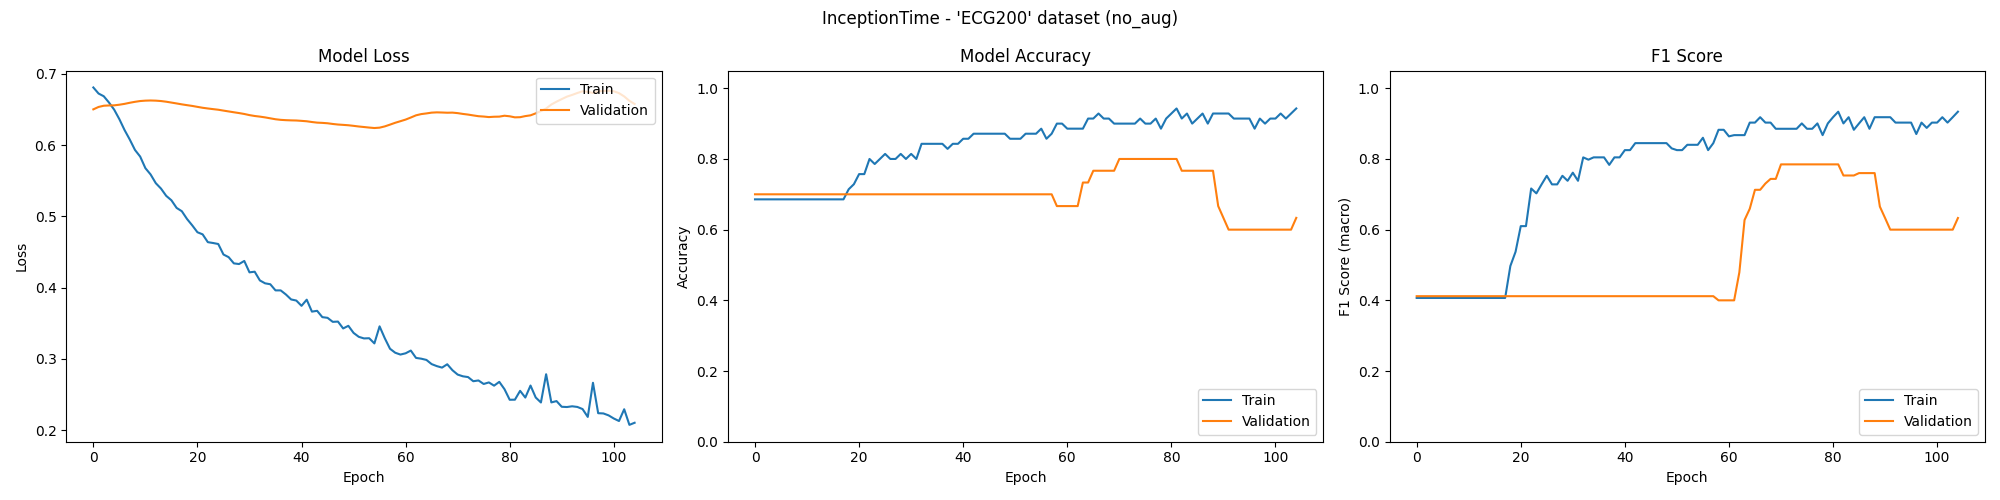 InceptionTime - 'ECG200' dataset (no_aug)
Model Loss
0.7
0.6
0.5
0.4
0.3
0.2
Loss
0 20 40 60 80 100
Epoch
Train
Validation
Model Accuracy
1.0
0.8
0.6
0.4
0.2
0.0
Accuracy
0 20 40 60 80 100
Epoch
Train
Validation
F1 Score
1.0
0.8
0.6
0.4
0.2
0.0
F1 Score (macro)
0 20 40 60 80 100
Epoch
Train
Validation